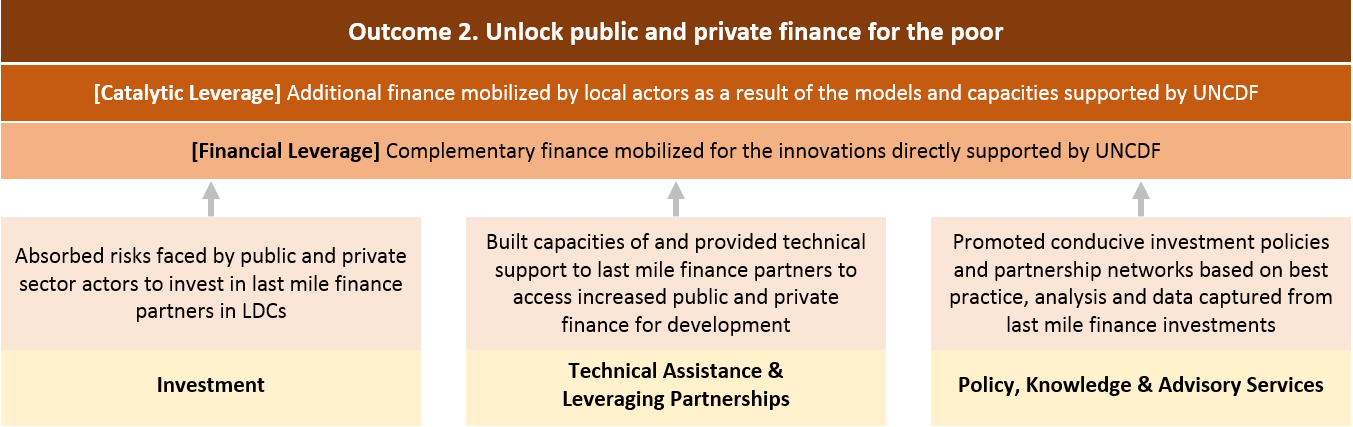 Outcome 2. Unlock public and private finance for the poor
[Catalytic Leverage] Additional finance mobilized by local actors as a result of the models and capacities supported by UNCDF
[Financial Leverage] Complementary finance mobilized for the innovations directly supported by UNCDF
Absorbed risks faced by public and private
sector actors to invest in last mile finance
partners in LDCs
Investment
Built capacities of and provided technical
support to last mile finance partners to
access increased public and private
finance for development
Technical Assistance &
Leveraging Partnerships
Promoted conducive investment policies
and partnership networks based on best
practice, analysis and data captured from
last mile finance investments
Policy, Knowledge & Advisory Services